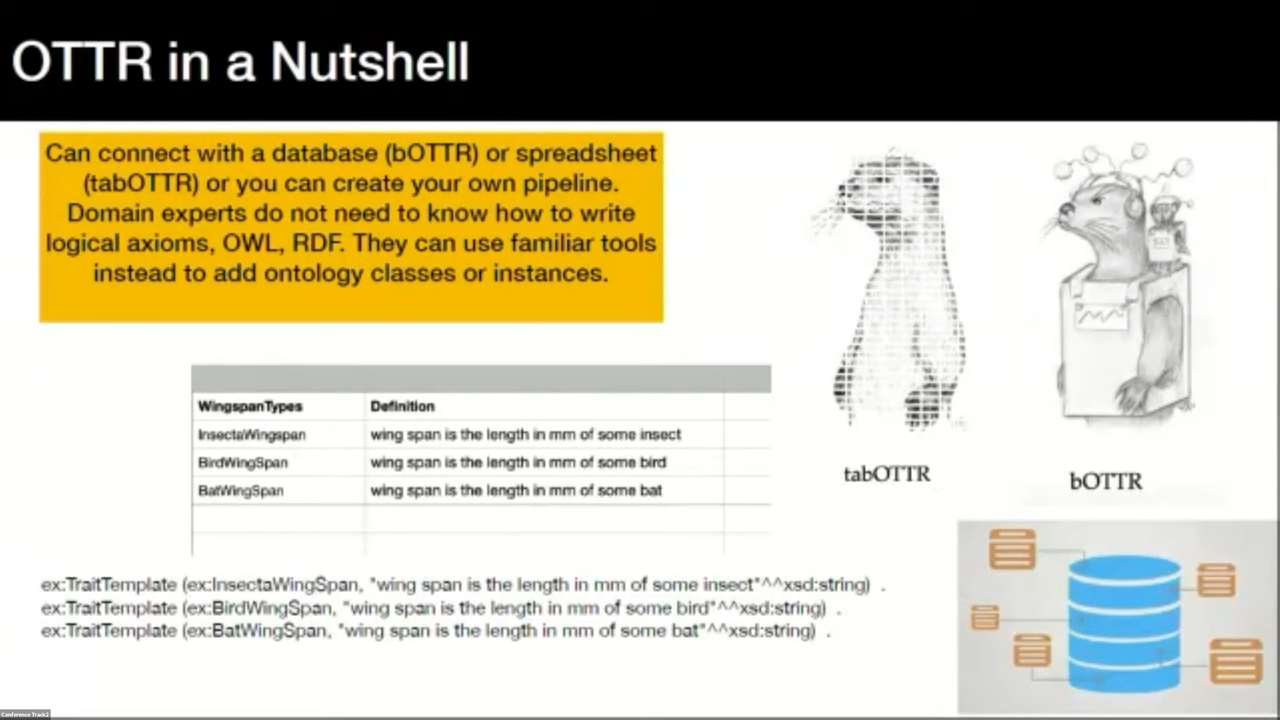 OTTR in a Nutshell
Can connect with a database (bOTTR) or spreadsheet
(tabOTTR) or you can create your own pipeline.
Domain experts do not need to know how to write
logical axioms, OWL, RDF. They can use familiar tools
instead to add ontology classes or instances.
WingspanTypes Definition
InsectaWingspan wing span is the length in mm of some insect
BirdWingSpan wing span is the length in mm of some bird
BatWingSpan wing span is the length in mm of some bat
tabOTTR
bOTTR
ex:TraitTemplate (ex:InsectaWingSpan, "wing span is the length in mm of some insect"^^xsd:string) .
ex:TraitTemplate (ex:BirdWingSpan, "wing span is the length in mm of some bird"^^xsd:string) .
ex:TraitTemplate (ex:BatWingSpan, "wing span is the length in mm of some bat"^^xsd:string) .
Conference Track2